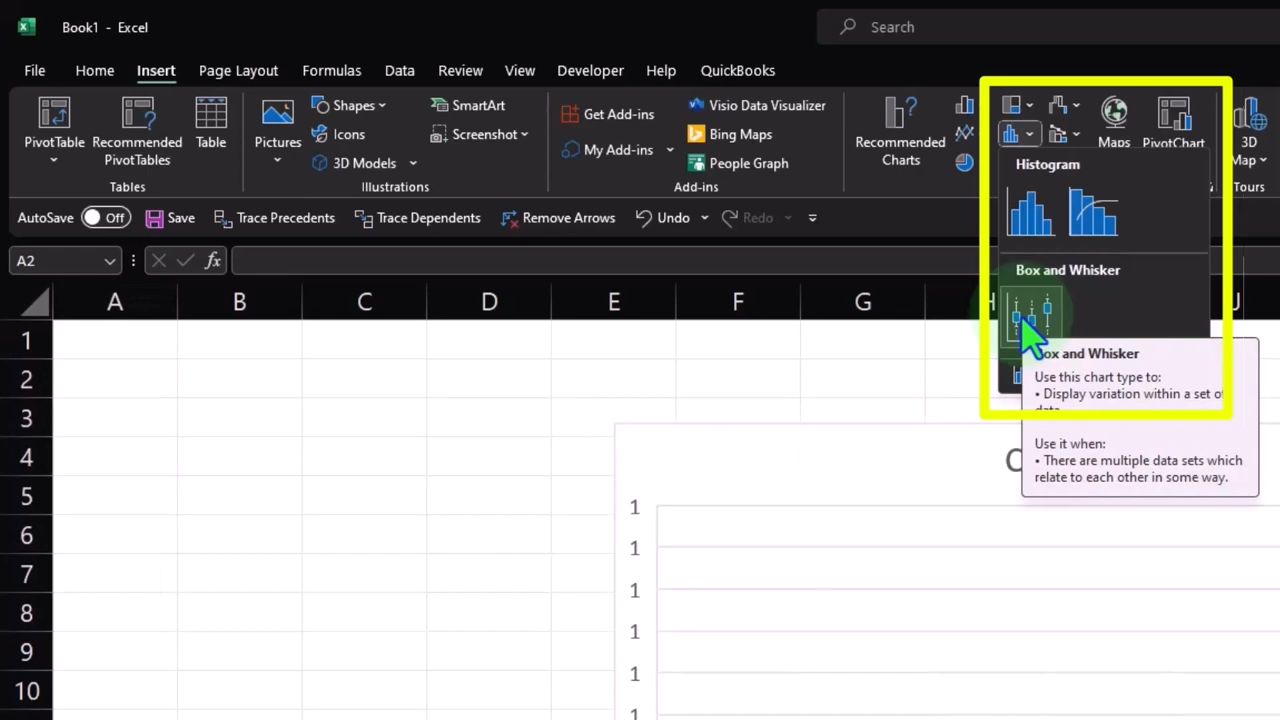 Book1 - Excel
Search
File Home Insert Page Layout Formulas Data Review View Developer Help QuickBooks
PivotTable
Recommended
PivotTables
Table
Tables
Pictures
Shapes
Icons
3D Models
SmartArt
Screenshot
Illustrations
Get Add-ins
My Add-ins
Visio Data Visualizer
Bing Maps
People Graph
Add-ins
Recommended
Charts
Maps
PivotChart
3D
Map
Tours
Histogram
Box and Whisker
AutoSave Off Save Trace Precedents Trace Dependents Remove Arrows Undo Redo
A2 fx
A B C D E F G H J
1
2
3
4
5
6
7
8
9
10
Box and Whisker
Use this chart type to:
• Display variation within a set of
data.
Use it when:
• There are multiple data sets which
relate to each other in some way.
C
1
1
1
1
1
1